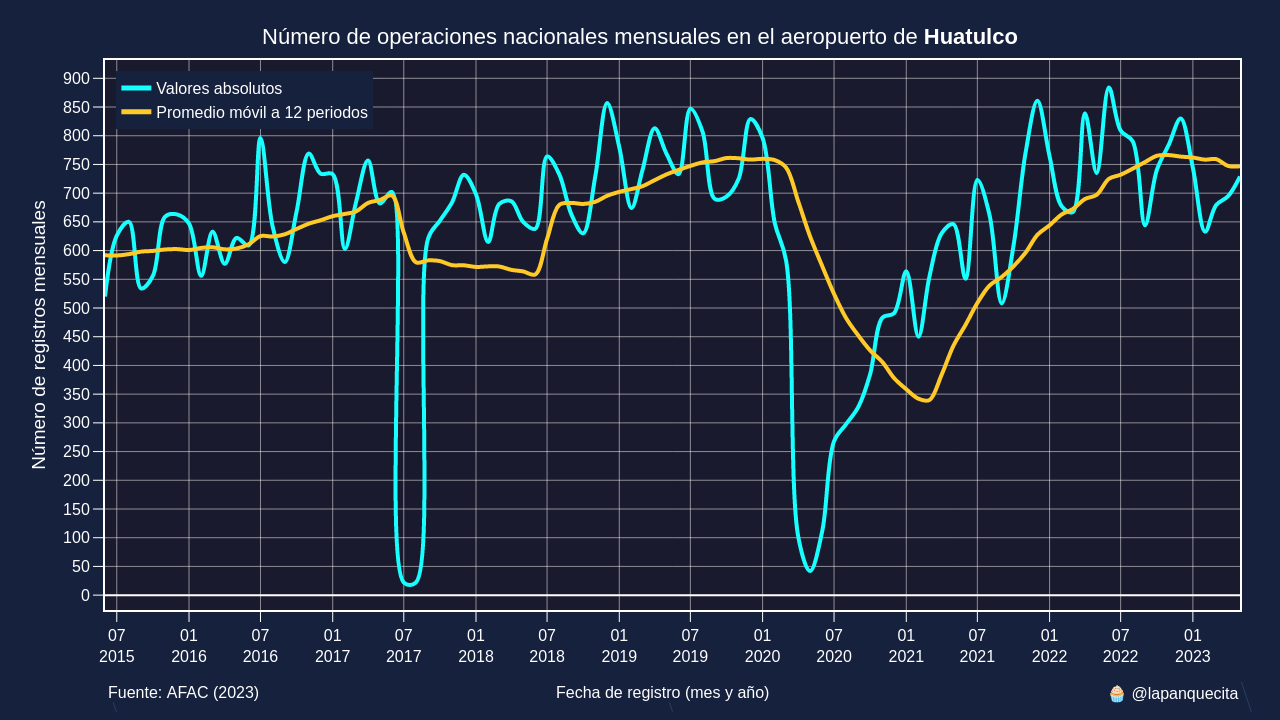 Número de operaciones nacionales mensuales en el aeropuerto de Huatulco
Valores absolutos
Promedio móvil a 12 periodos
Número de registros mensuales
900
850
800
750
700
650
600
550
500
450
400
350
300
250
200
150
100
50
0
07 01 07 01 07 01 07 01 07 01 07 01 07 01 07 01
2015 2016 2016 2017 2017 2018 2018 2019 2019 2020 2020 2021 2021 2022 2022 2023
Fuente: AFAC (2023) Fecha de registro (mes y año) 🧁 @lapanquecita